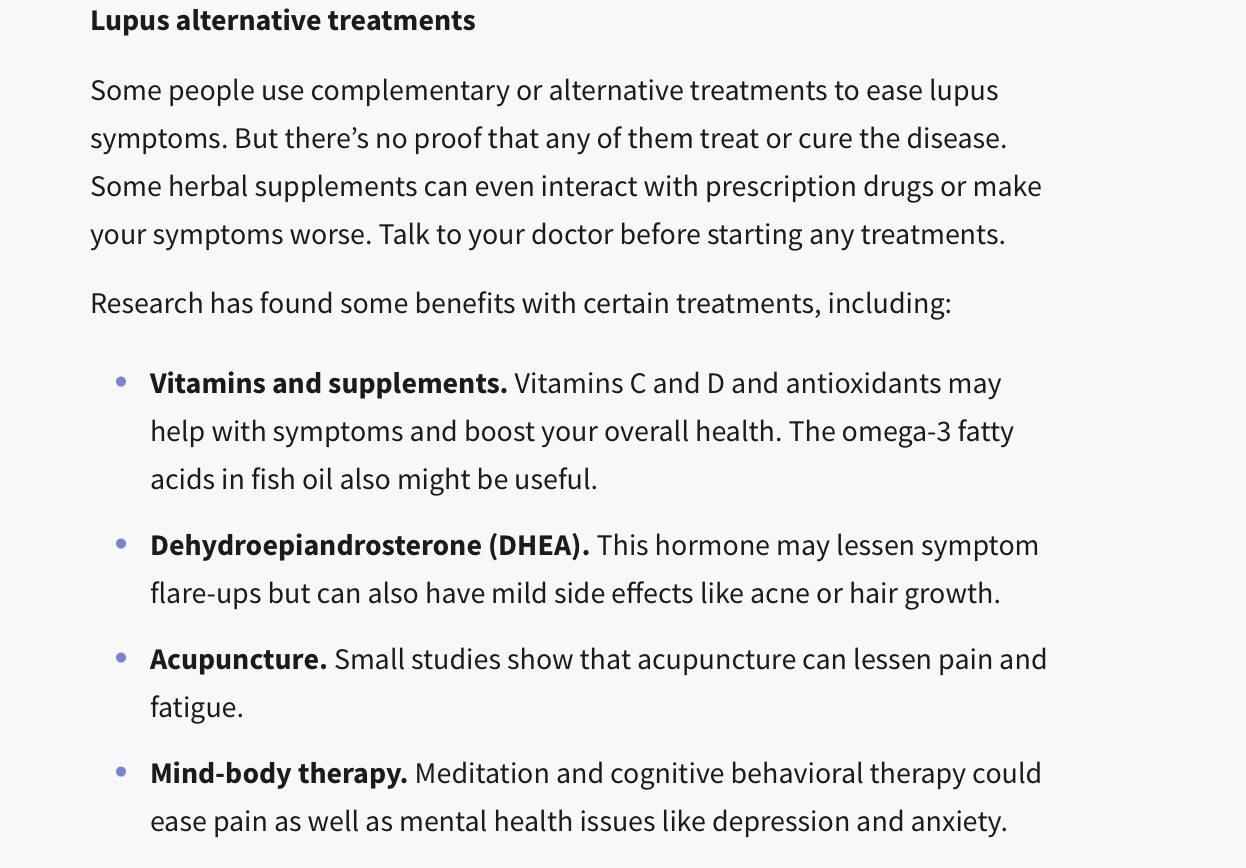 Lupus alternative treatments
Some people use complementary or alternative treatments to ease lupus
symptoms. But there’s no proof that any of them treat or cure the disease.
Some herbal supplements can even interact with prescription drugs or make
your symptoms worse. Talk to your doctor before starting any treatments.
Research has found some benefits with certain treatments, including:
• Vitamins and supplements. Vitamins C and D and antioxidants may
help with symptoms and boost your overall health. The omega-3 fatty
acids in fish oil also might be useful.
• Dehydroepiandrosterone (DHEA). This hormone may lessen symptom
flare-ups but can also have mild side effects like acne or hair growth.
• Acupuncture. Small studies show that acupuncture can lessen pain and
fatigue.
• Mind-body therapy. Meditation and cognitive behavioral therapy could
ease pain as well as mental health issues like depression and anxiety.